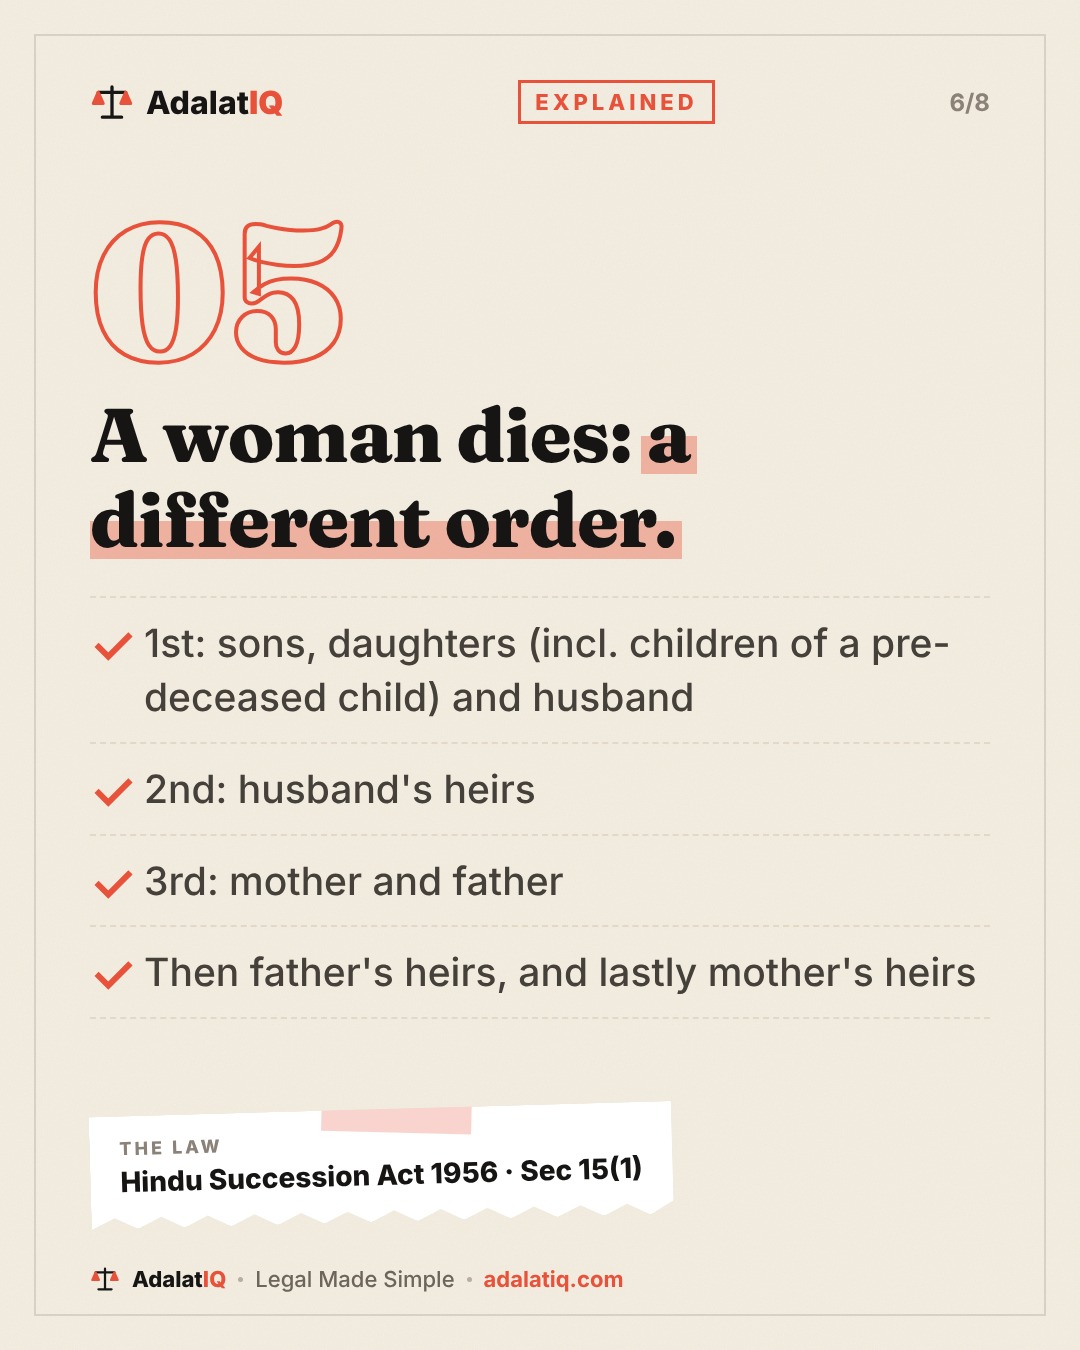 AdalatIQ
EXPLAINED
6/8
05
A woman dies: a
different order.
1st: sons, daughters (incl. children of a pre-
deceased child) and husband
2nd: husband's heirs
3rd: mother and father
Then father's heirs, and lastly mother's heirs
THE LAW
Hindu Succession Act 1956 · Sec 15(1)
AdalatIQ • Legal Made Simple • adalatiq.com